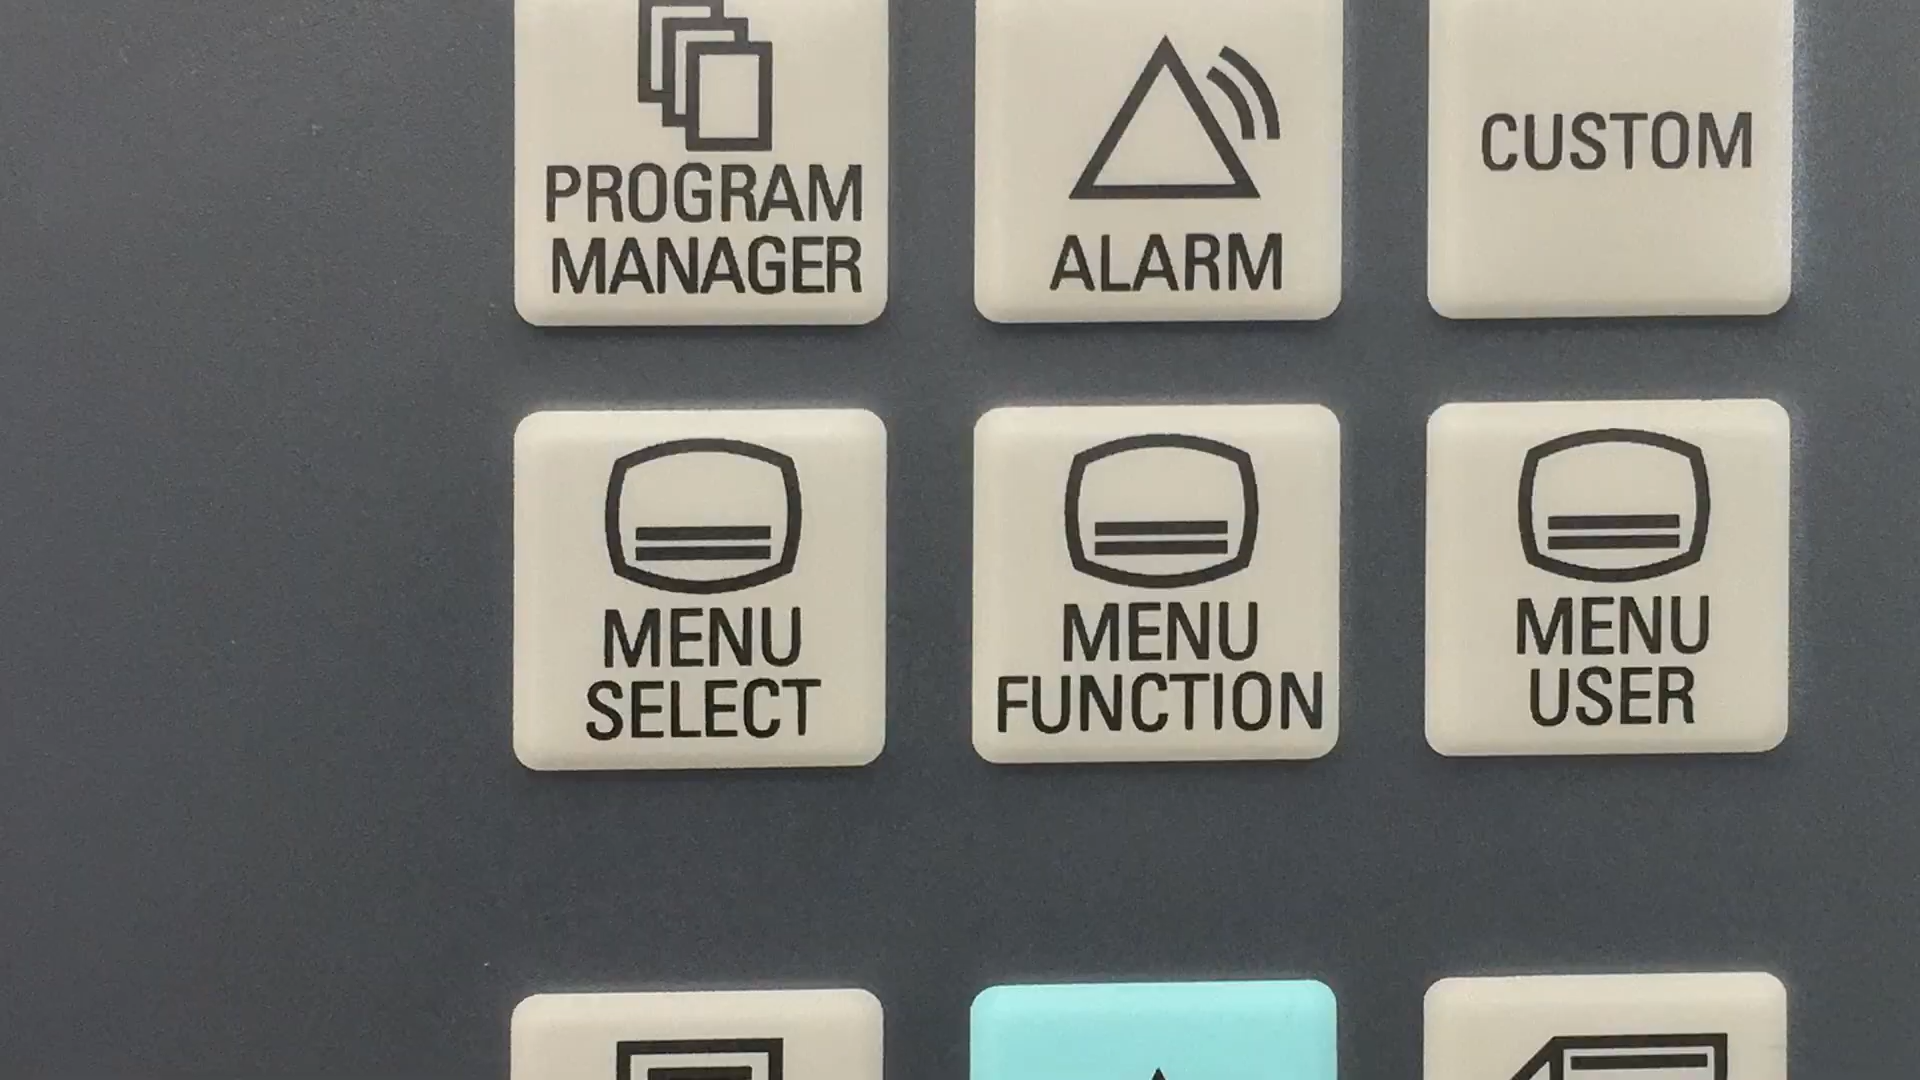 PROGRAM
MANAGER
ALARM
CUSTOM
MENU
SELECT
MENU
FUNCTION
MENU
USER